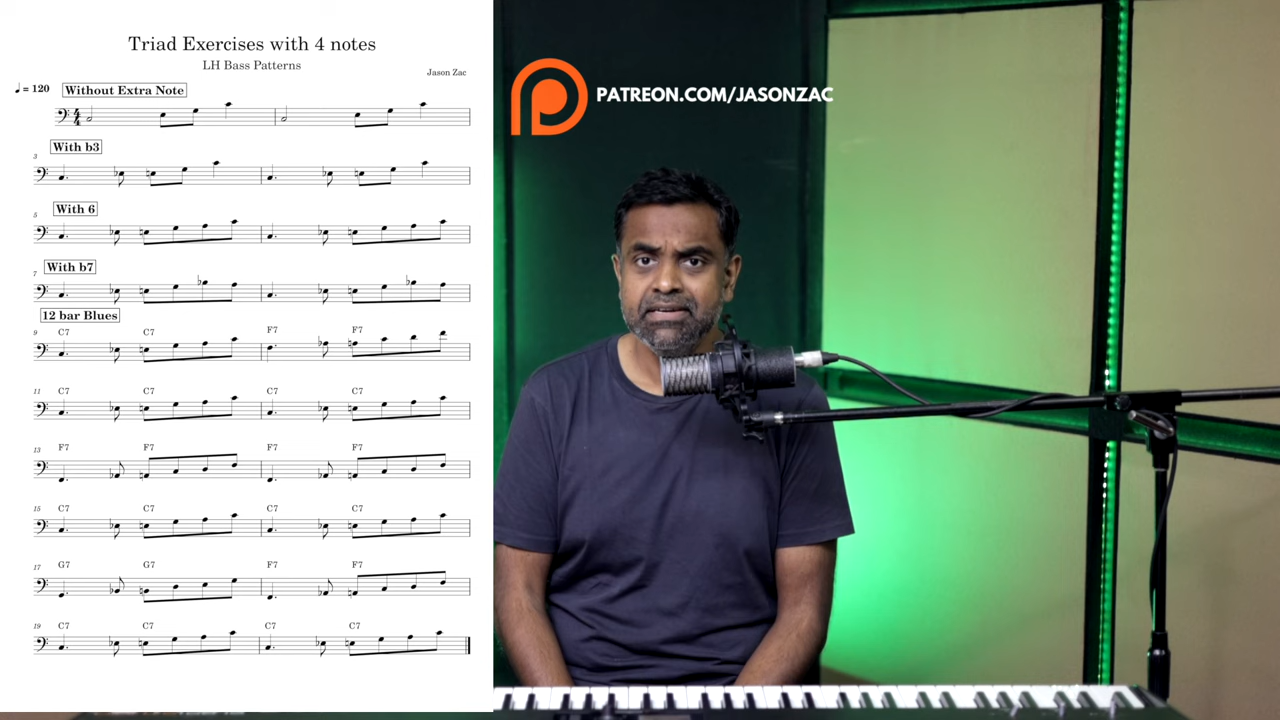 Triad Exercises with 4 notes
LH Bass Patterns
Jason Zac
= 120
Without Extra Note
3
With b3
5
With 6
7
With b7
12 bar Blues
9 C7 C7 F7 F7
11 C7 C7 C7 C7
13 F7 F7 F7 F7
15 C7 C7 C7 C7
17 G7 G7 F7 F7
19 C7 C7 C7 C7
PATREON.COM/JASONZAC